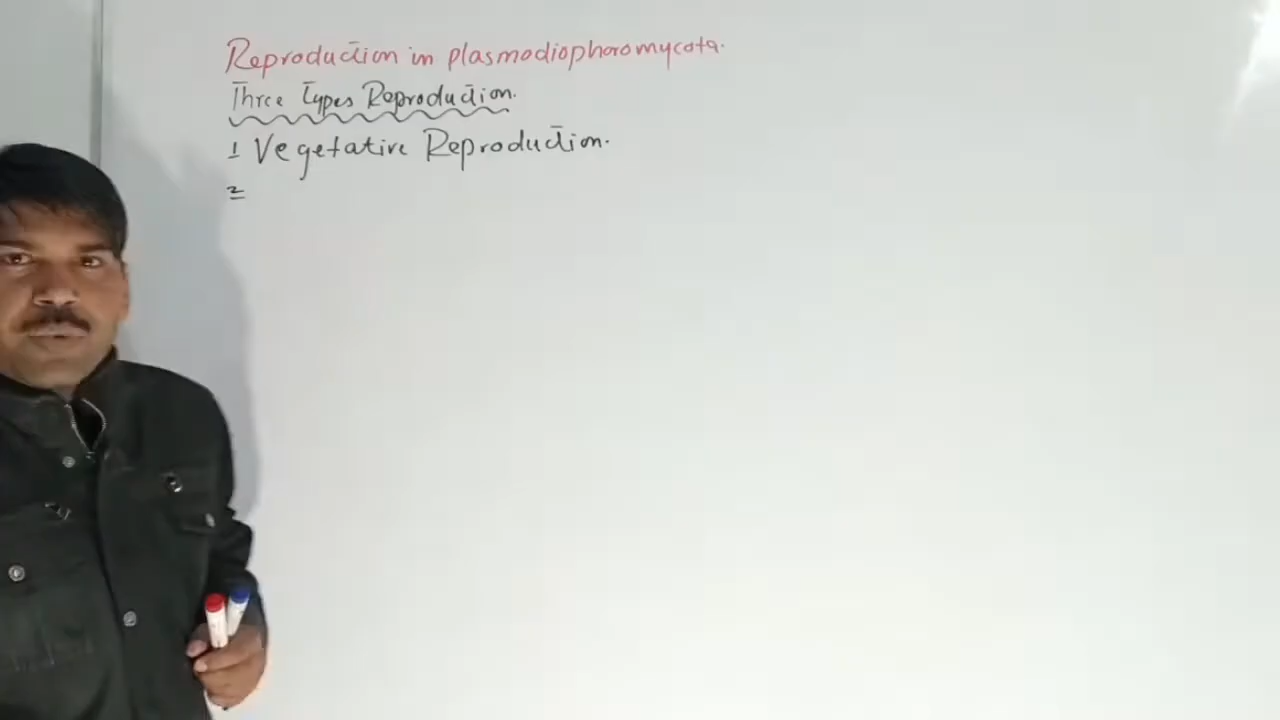 Reproduction in plasmodiophoromycota.
Three Types Reproduction.
1 Vegetative Reproduction.
2